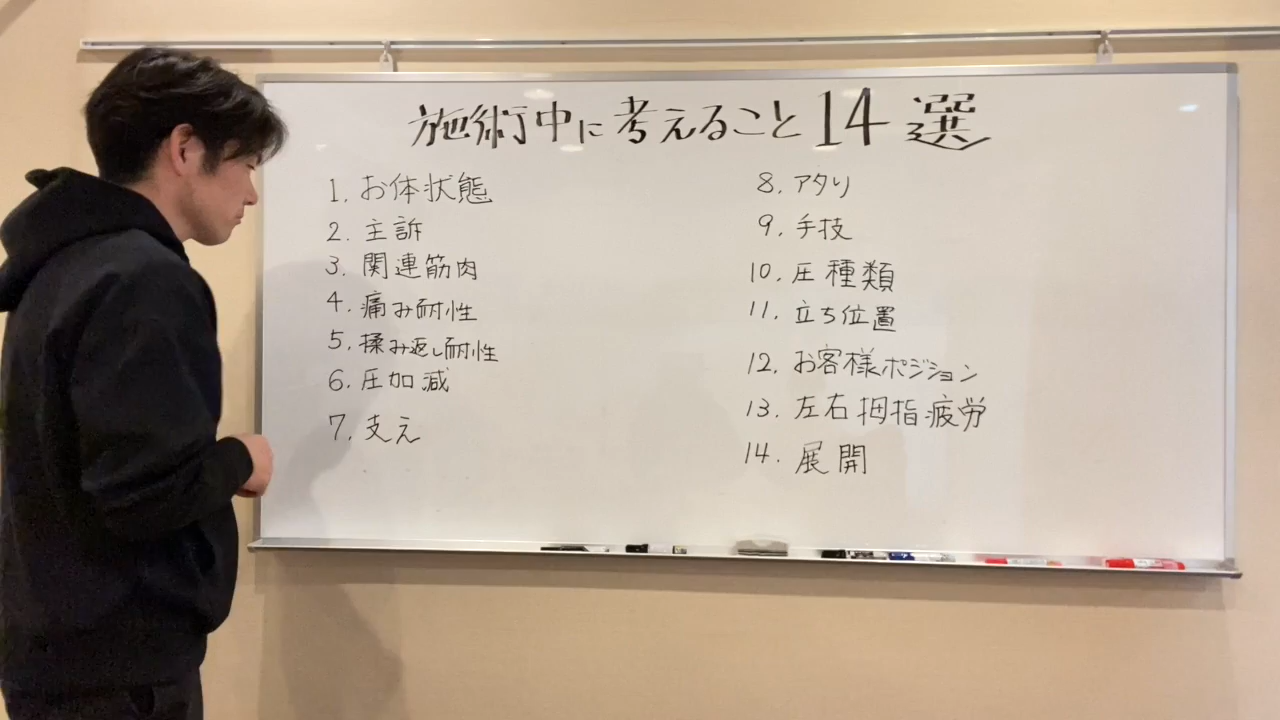 施術中に考えること14選
1. お体状態
2. 主訴
3. 関連筋肉
4. 痛み耐性
5. 揉み返し耐性
6. 圧加減
7. 支え
8. アタリ
9. 手技
10. 圧種類
11. 立ち位置
12. お客様ポジション
13. 左右拇指疲労
14. 展開